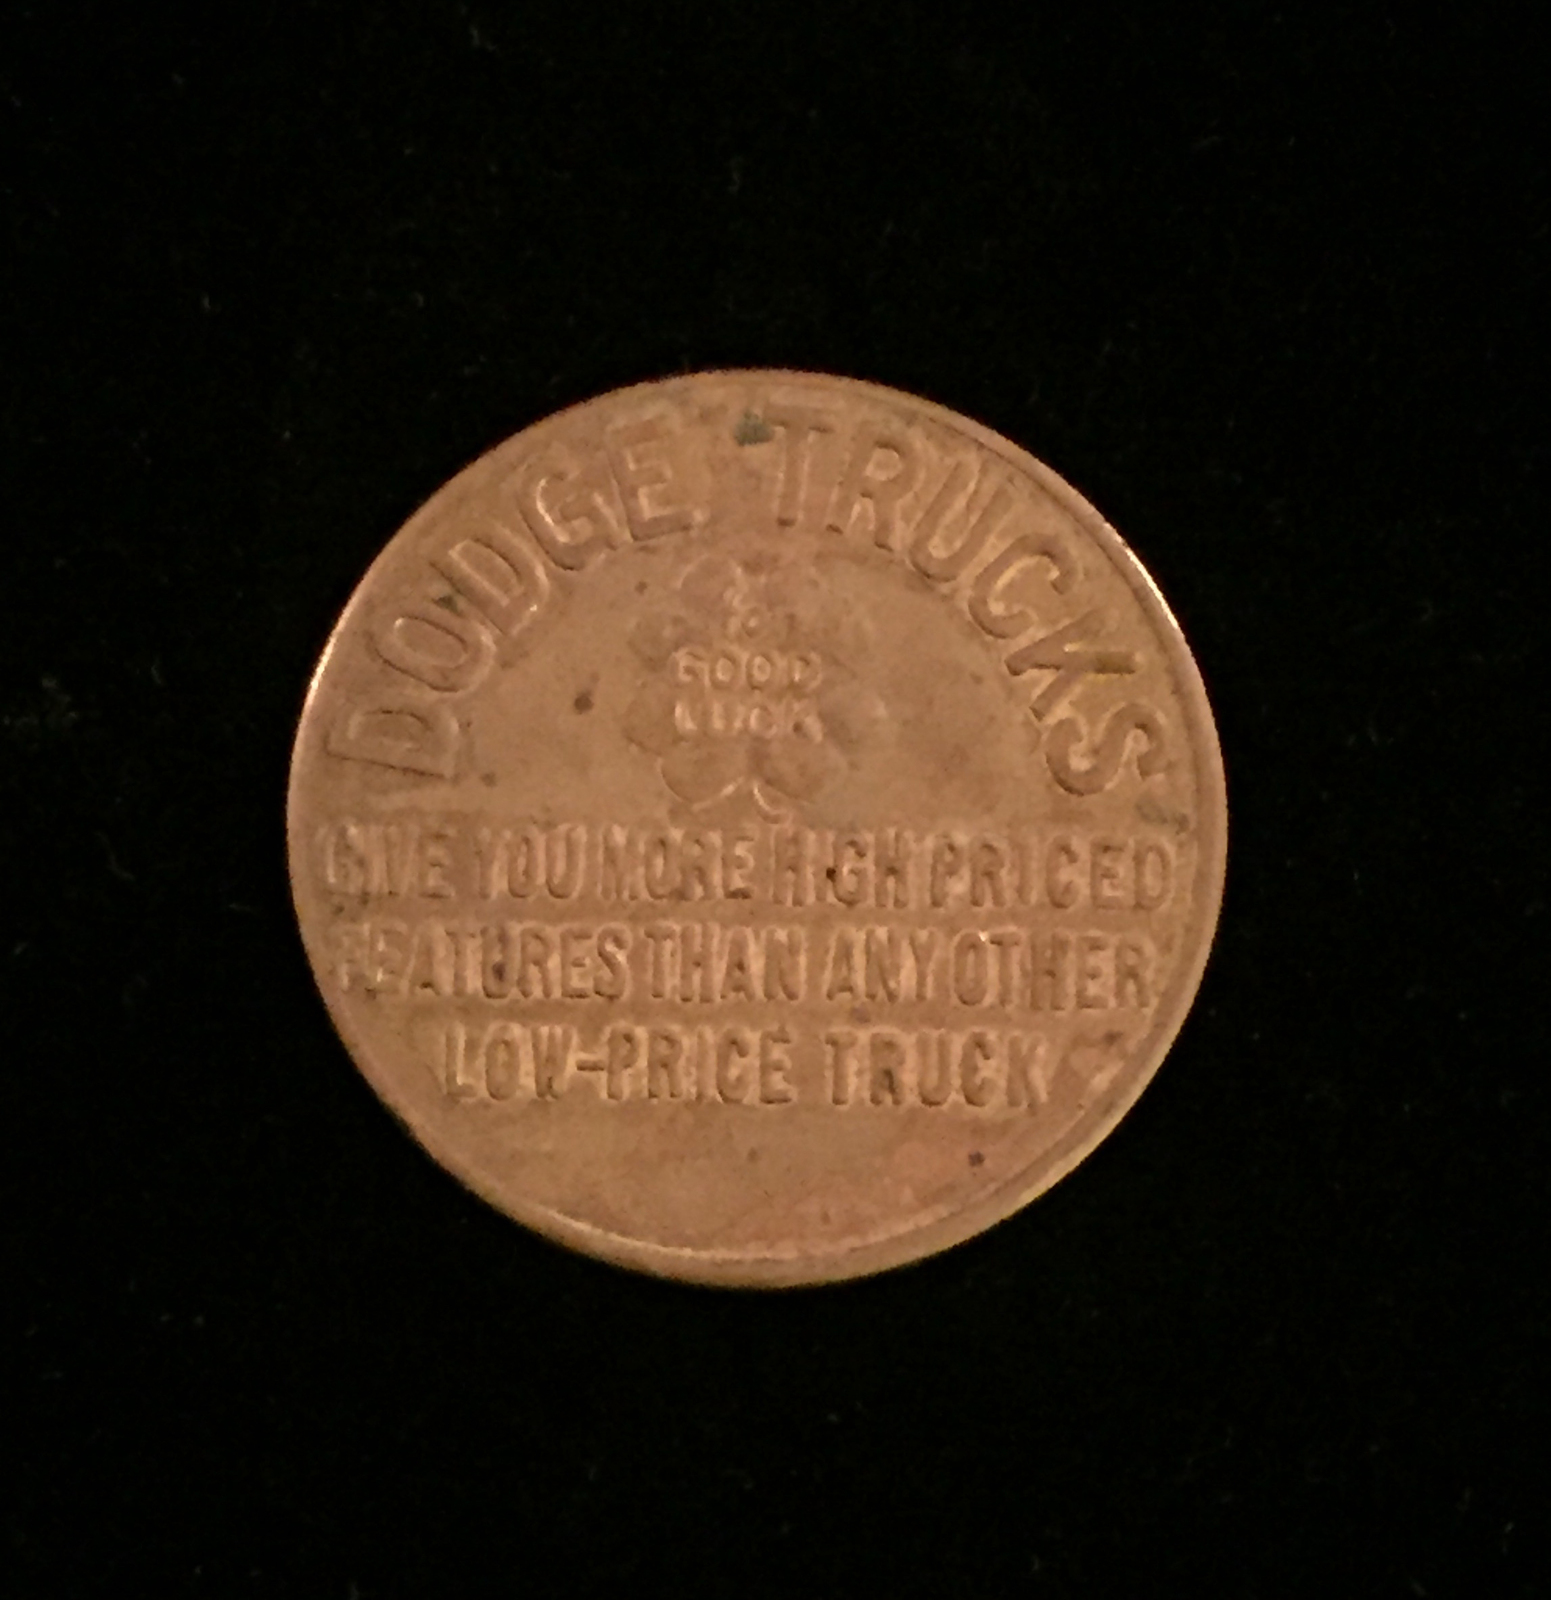 DODGE TRUCKS
GOOD
LUCK
GIVE YOU MORE HIGH PRICED
FEATURES THAN ANY OTHER
LOW-PRICE TRUCK